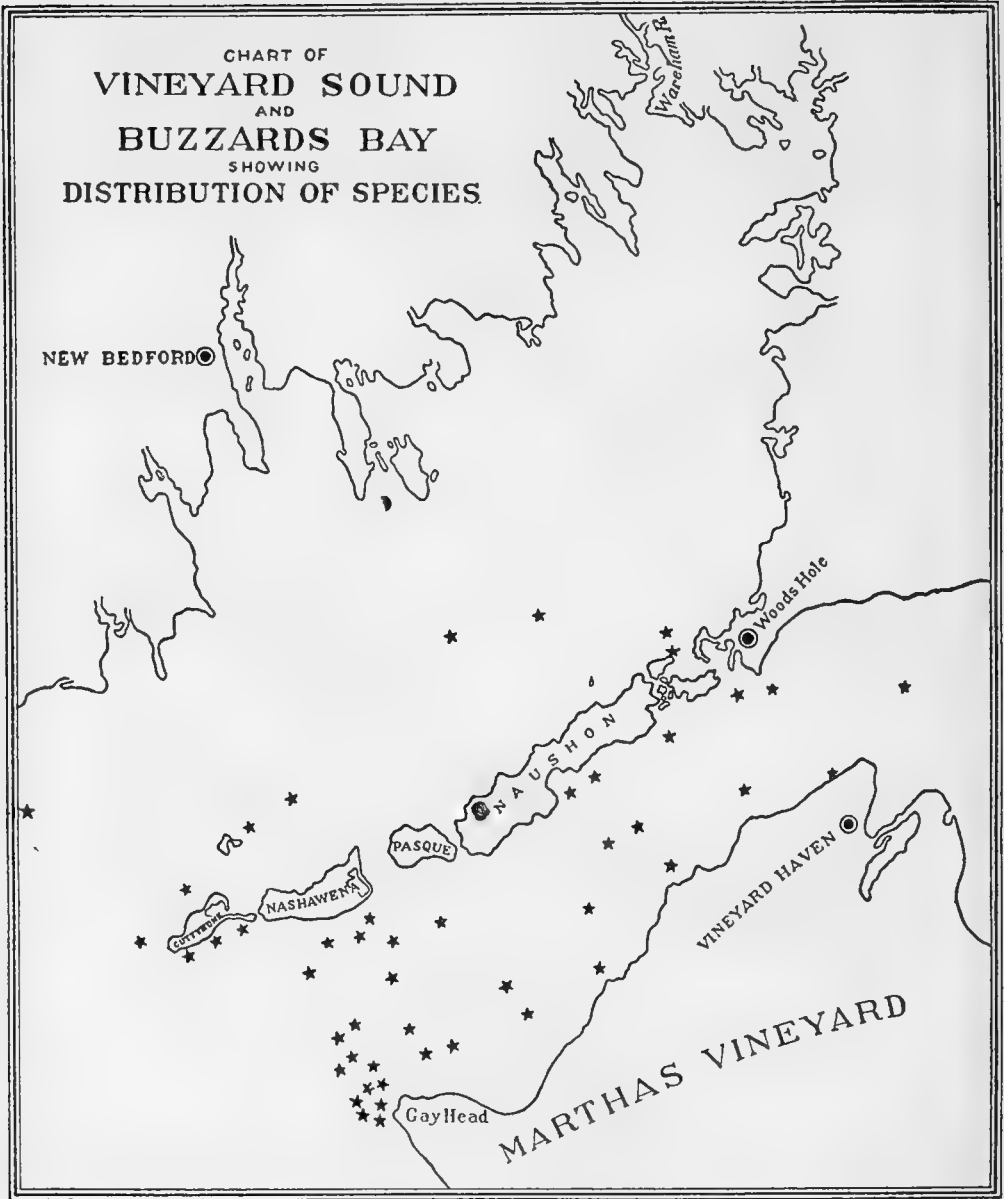 CHART OF
VINEYARD SOUND
AND
BUZZARDS BAY
SHOWING
DISTRIBUTION OF SPECIES.
Wareham R.
NEW BEDFORD
Woods Hole
NAUSHON
PASQUE
NASHAWENA
CUTTYHUNK
VINEYARD HAVEN
MARTHAS VINEYARD
Gay Head